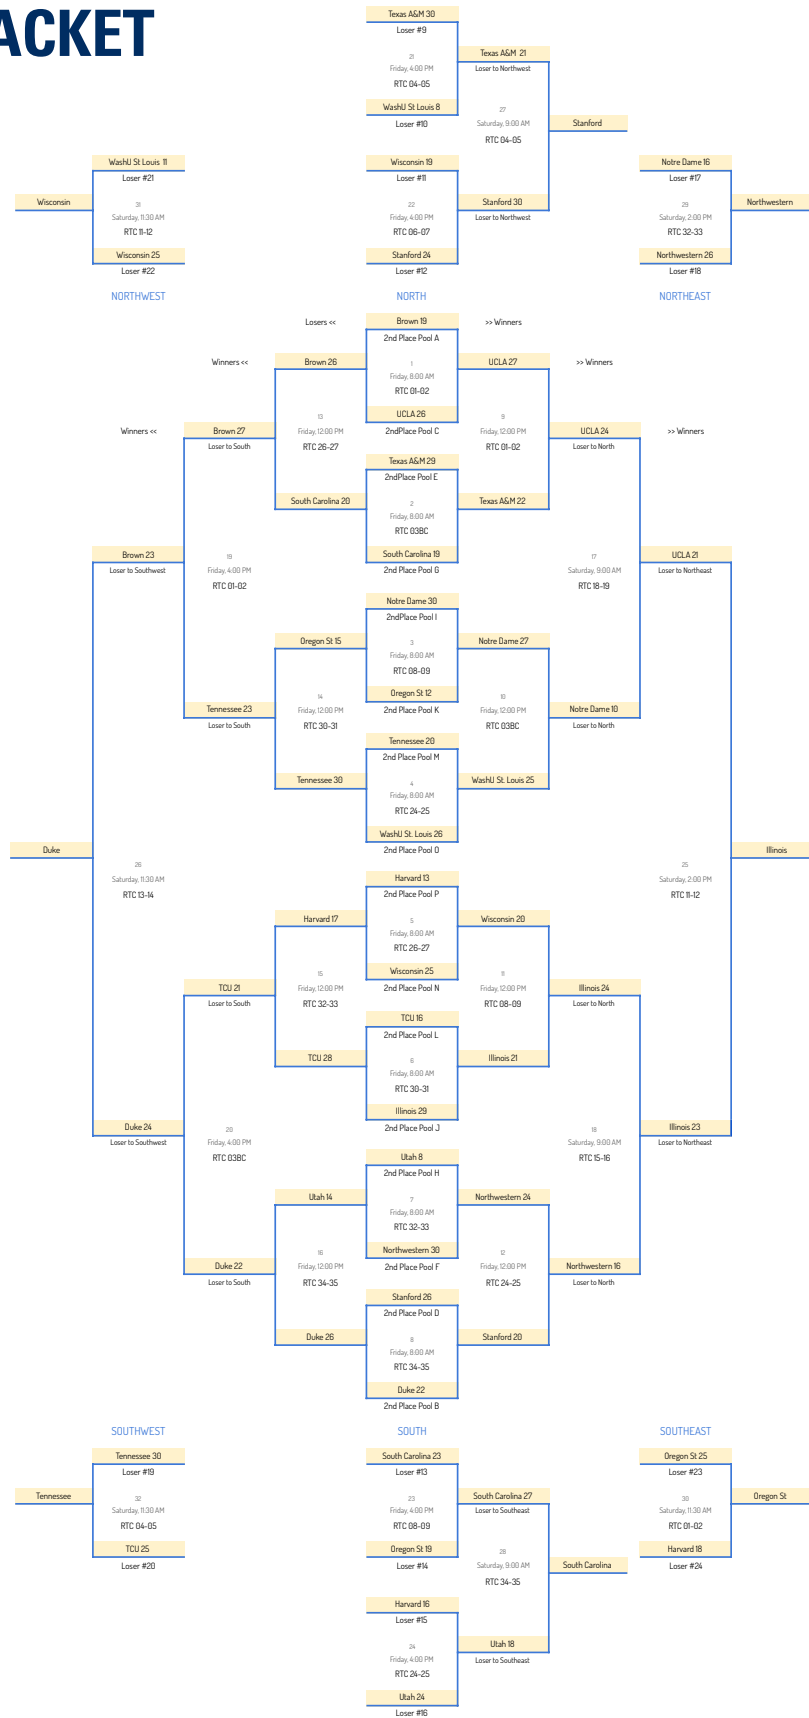 ACKET
Texas A&M 30
Loser #9
21
Friday, 4:00 PM
RTC 04-05
WashU St Louis 8
Loser #10
Texas A&M 21
Loser to Northwest
27
Saturday, 9:00 AM
RTC 04-05
Stanford
WashU St Louis 11
Loser #21
Wisconsin
31
Saturday, 11:30 AM
RTC 11-12
Wisconsin 25
Loser #22
Wisconsin 19
Loser #11
22
Friday, 4:00 PM
RTC 06-07
Stanford 24
Loser #12
Stanford 30
Loser to Northwest
Notre Dame 16
Loser #17
29
Saturday, 2:00 PM
RTC 32-33
Northwestern 26
Loser #18
Northwestern
NORTHWEST
NORTH
NORTHEAST
Losers <<
Brown 19
>> Winners
2nd Place Pool A
1
Friday, 8:00 AM
RTC 01-02
UCLA 26
2ndPlace Pool C
Winners <<
Brown 26
UCLA 27
>> Winners
13
Friday, 12:00 PM
RTC 26-27
9
Friday, 12:00 PM
RTC 01-02
Winners <<
Brown 27
Loser to South
UCLA 24
Loser to North
>> Winners
Texas A&M 29
2ndPlace Pool E
2
Friday, 8:00 AM
RTC 03BC
South Carolina 19
2nd Place Pool G
South Carolina 20
Texas A&M 22
Brown 23
Loser to Southwest
19
Friday, 4:00 PM
RTC 01-02
17
Saturday, 9:00 AM
RTC 18-19
UCLA 21
Loser to Northeast
Notre Dame 30
2ndPlace Pool I
3
Friday, 8:00 AM
RTC 08-09
Oregon St 12
2nd Place Pool K
Oregon St 15
Notre Dame 27
14
Friday, 12:00 PM
RTC 30-31
10
Friday, 12:00 PM
RTC 03BC
Tennessee 23
Loser to South
Notre Dame 10
Loser to North
Tennessee 20
2nd Place Pool M
4
Friday, 8:00 AM
RTC 24-25
WashU St. Louis 26
2nd Place Pool O
Tennessee 30
WashU St. Louis 25
Duke
26
Saturday, 11:30 AM
RTC 13-14
25
Saturday, 2:00 PM
RTC 11-12
Illinois
Harvard 13
2nd Place Pool P
5
Friday, 8:00 AM
RTC 26-27
Wisconsin 25
2nd Place Pool N
Harvard 17
Wisconsin 20
15
Friday, 12:00 PM
RTC 32-33
11
Friday, 12:00 PM
RTC 08-09
TCU 21
Loser to South
Illinois 24
Loser to North
TCU 16
2nd Place Pool L
6
Friday, 8:00 AM
RTC 30-31
Illinois 29
2nd Place Pool J
TCU 28
Illinois 21
Duke 24
Loser to Southwest
20
Friday, 4:00 PM
RTC 03BC
18
Saturday, 9:00 AM
RTC 15-16
Illinois 23
Loser to Northeast
Utah 8
2nd Place Pool H
7
Friday, 8:00 AM
RTC 32-33
Northwestern 30
2nd Place Pool F
Utah 14
Northwestern 24
16
Friday, 12:00 PM
RTC 34-35
12
Friday, 12:00 PM
RTC 24-25
Duke 22
Loser to South
Northwestern 16
Loser to North
Stanford 26
2nd Place Pool D
8
Friday, 8:00 AM
RTC 34-35
Duke 22
2nd Place Pool B
Duke 26
Stanford 20
SOUTHWEST
SOUTH
SOUTHEAST
Tennessee 30
Loser #19
Tennessee
32
Saturday, 11:30 AM
RTC 04-05
TCU 25
Loser #20
South Carolina 23
Loser #13
23
Friday, 4:00 PM
RTC 08-09
Oregon St 19
Loser #14
South Carolina 27
Loser to Southeast
28
Saturday, 9:00 AM
RTC 34-35
South Carolina
Oregon St 25
Loser #23
30
Saturday, 11:30 AM
RTC 01-02
Harvard 18
Loser #24
Oregon St
Harvard 16
Loser #15
24
Friday, 4:00 PM
RTC 24-25
Utah 24
Loser #16
Utah 18
Loser to Southeast